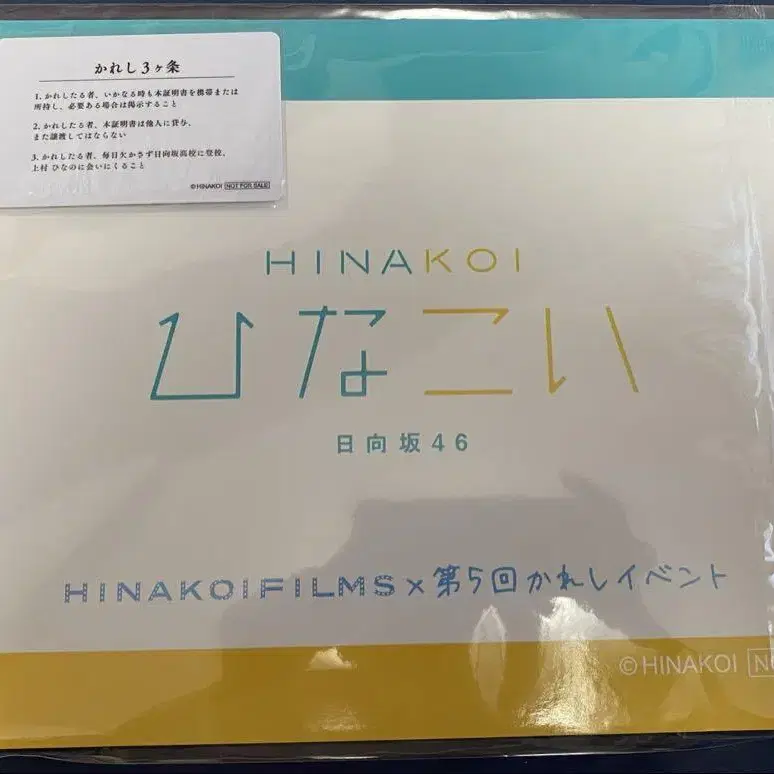 かれし3ヶ条
1. かれしたる者、いかなる時も本証明書を携帯または
所持し、必要ある場合は掲示すること
2. かれしたる者、本証明書は他人に貸与、
また譲渡してはならない
3. かれしたる者、毎日欠かさず日向坂高校に登校、
上村 ひなのに会いにくること
©HINAKOI NOT FOR SALE
HINAKOI
ひなこい
日向坂46
HINAKOIFILMS×第5回かれしイベント
©HINAKOI